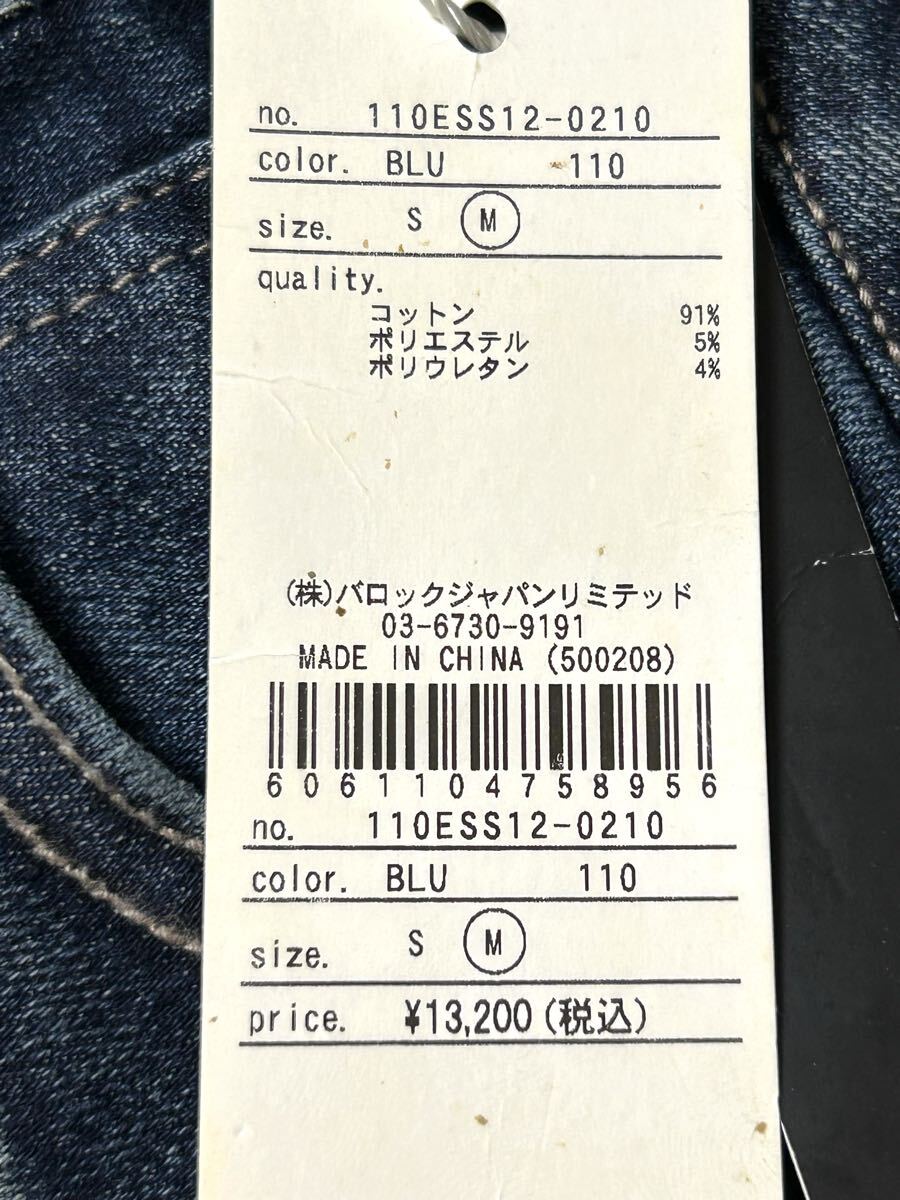 no. 110ESS12-0210
color. BLU 110
size. S M
quality.
コットン 91%
ポリエステル 5%
ポリウレタン 4%
(株)バロックジャパンリミテッド
03-6730-9191
MADE IN CHINA (500208)
6061104758956
no. 110ESS12-0210
color. BLU 110
size. S M
price. ¥13,200(税込)